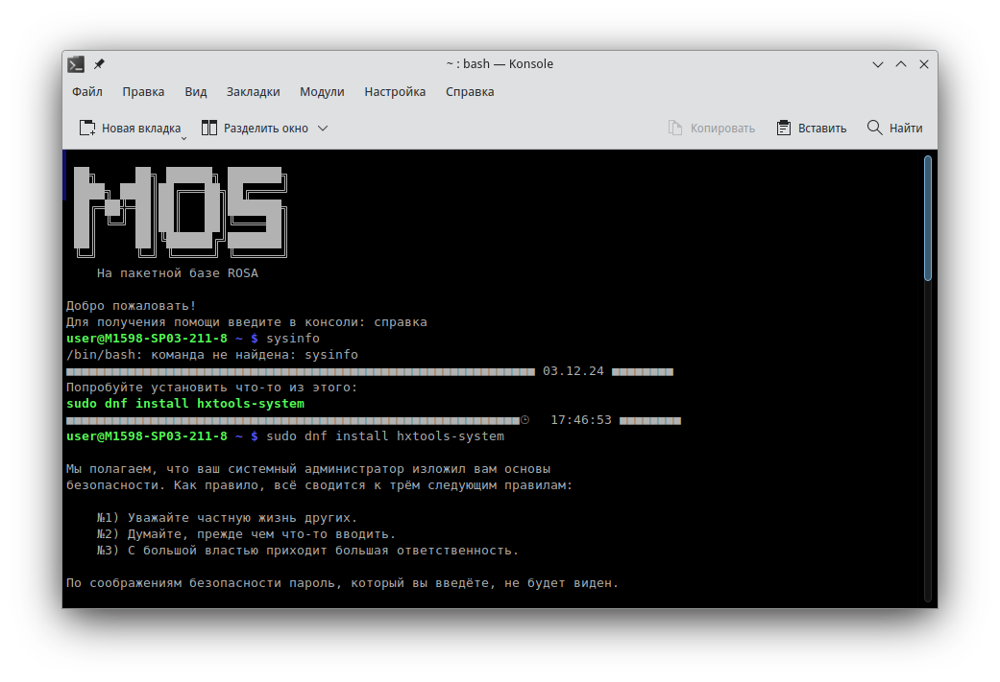 ~ : bash — Konsole
Файл Правка Вид Закладки Модули Настройка Справка
Новая вкладка Разделить окно Копировать Вставить Найти
MOS
На пакетной базе ROSA
Добро пожаловать!
Для получения помощи введите в консоли: справка
user@M1598-SP03-211-8 ~ $ sysinfo
/bin/bash: команда не найдена: sysinfo
03.12.24
Попробуйте установить что-то из этого:
sudo dnf install hxtools-system
17:46:53
user@M1598-SP03-211-8 ~ $ sudo dnf install hxtools-system
Мы полагаем, что ваш системный администратор изложил вам основы
безопасности. Как правило, всё сводится к трём следующим правилам:
№1) Уважайте частную жизнь других.
№2) Думайте, прежде чем что-то вводить.
№3) С большой властью приходит большая ответственность.
По соображениям безопасности пароль, который вы введёте, не будет виден.